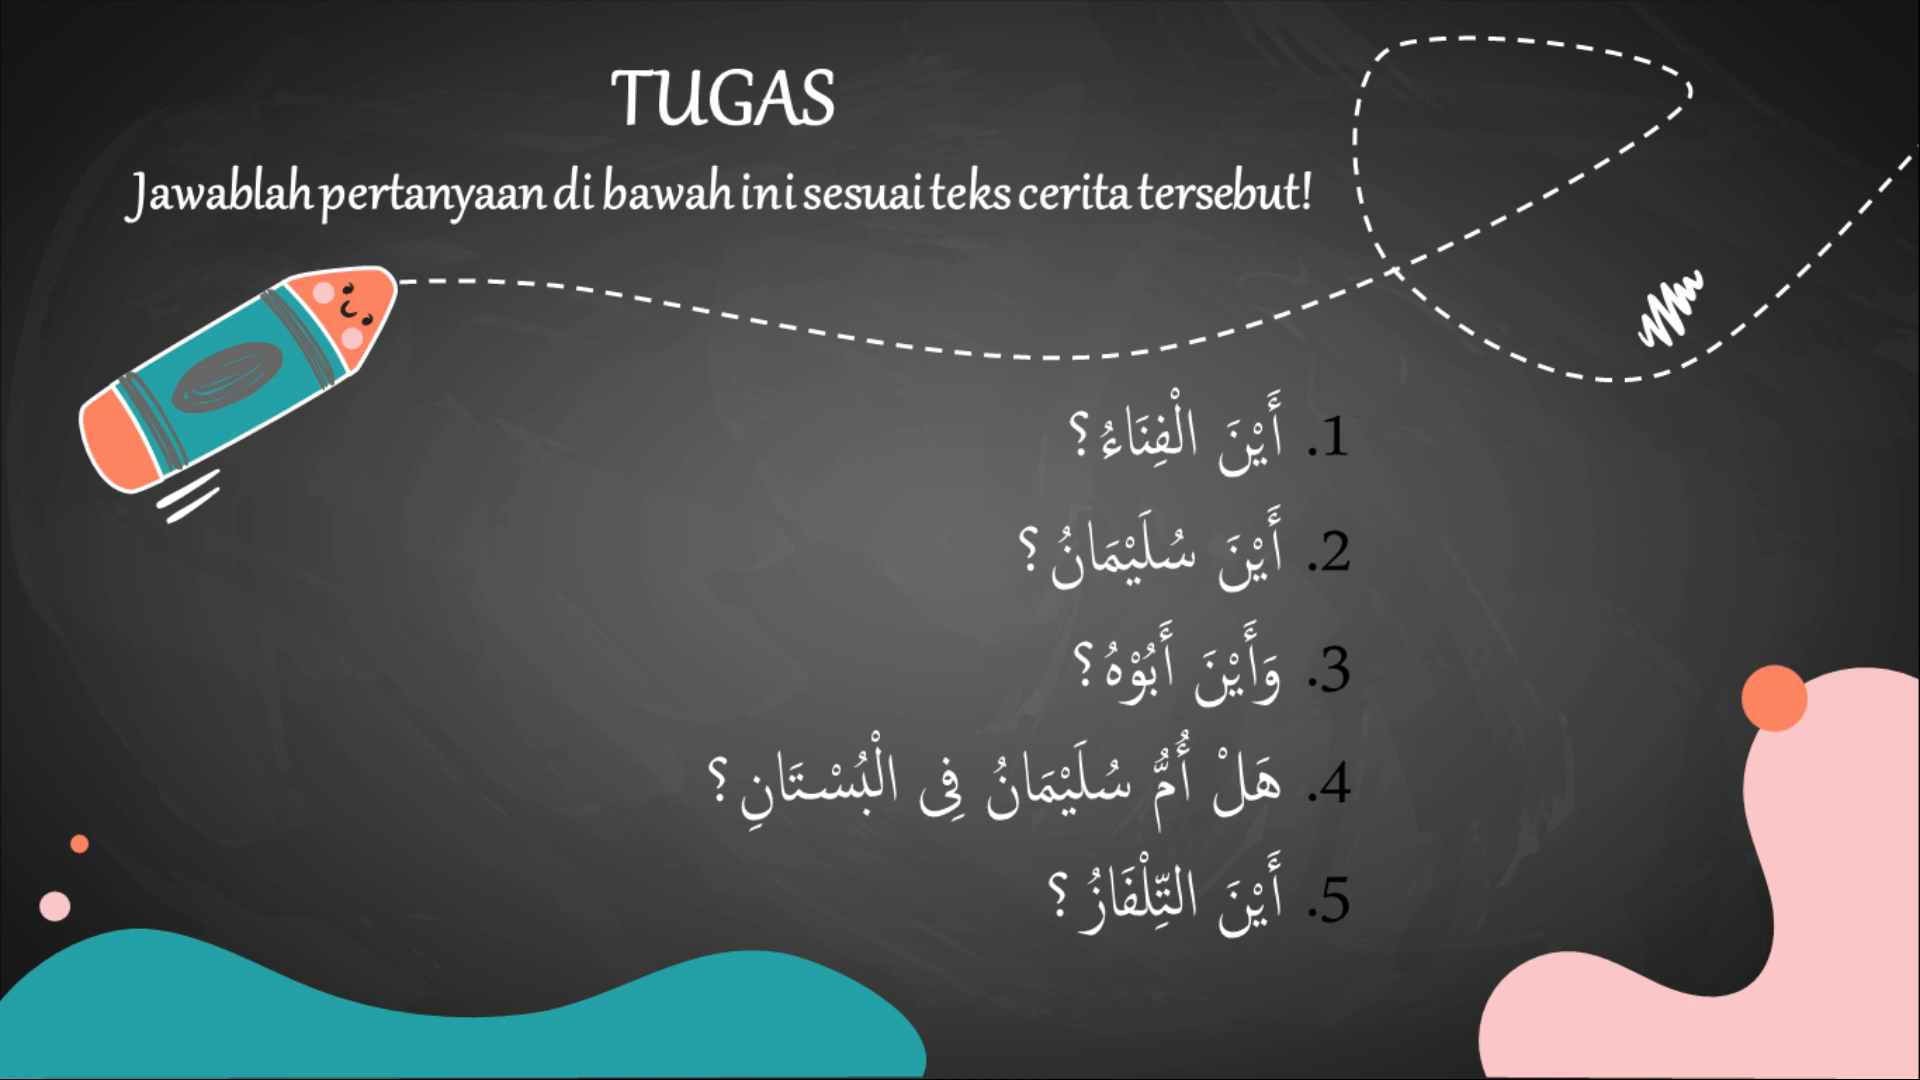 TUGAS
Jawablah pertanyaan di bawah ini sesuai teks cerita tersebut!
1. أَيْنَ الْفِنَاءُ ؟
2. أَيْنَ سُلَيْمَانُ ؟
3. وَأَيْنَ أَبُوْهُ ؟
4. هَلْ أُمُّ سُلَيْمَانُ فِى الْبُسْتَانِ ؟
5. أَيْنَ التِّلْفَازُ ؟